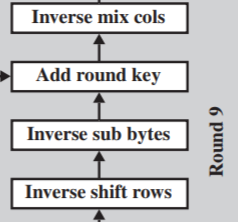 Inverse mix cols
Add round key
Inverse sub bytes
Inverse shift rows
Round 9